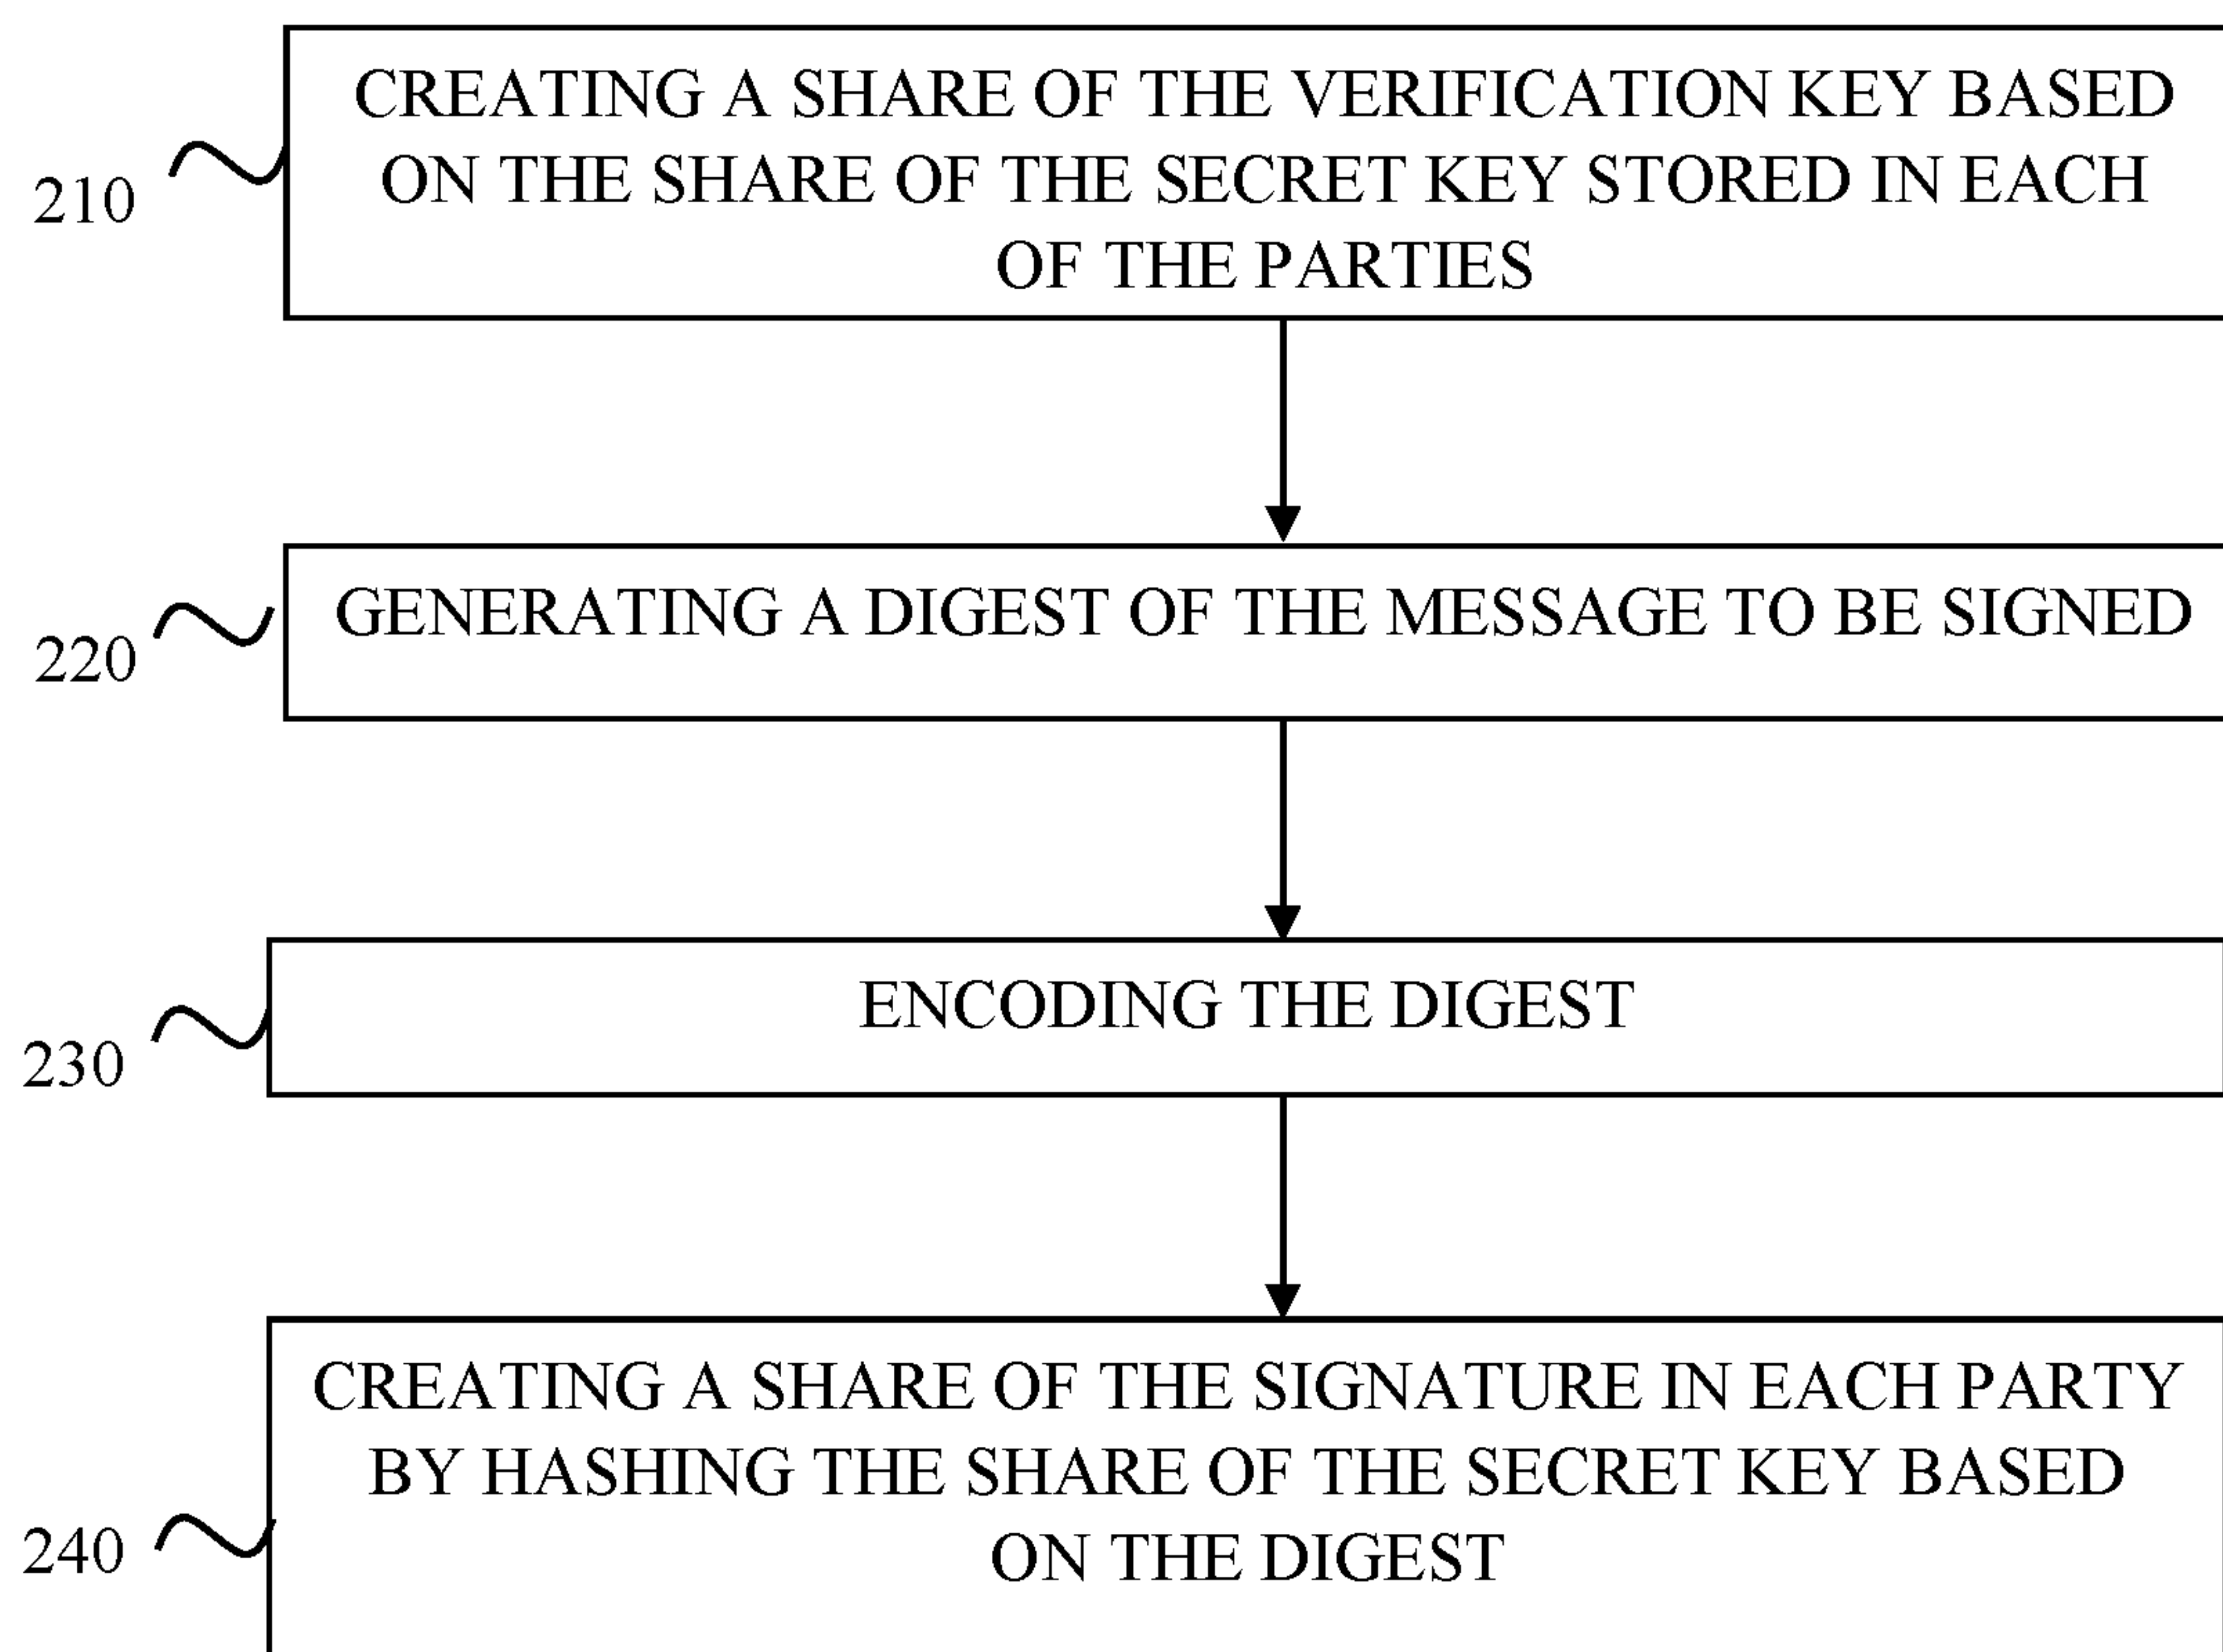 CREATING A SHARE OF THE VERIFICATION KEY BASED
ON THE SHARE OF THE SECRET KEY STORED IN EACH
OF THE PARTIES
210
GENERATING A DIGEST OF THE MESSAGE TO BE SIGNED
220
ENCODING THE DIGEST
230
CREATING A SHARE OF THE SIGNATURE IN EACH PARTY
BY HASHING THE SHARE OF THE SECRET KEY BASED
ON THE DIGEST
240